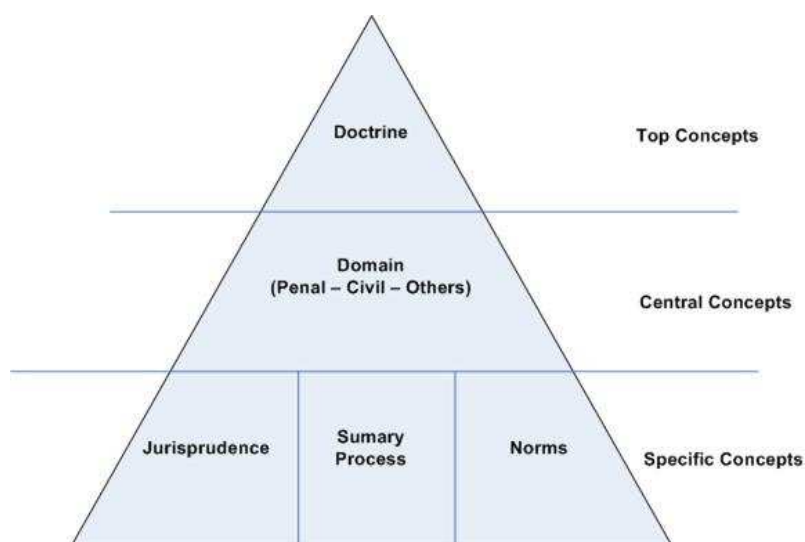 Doctrine
Top Concepts
Domain
(Penal – Civil – Others)
Central Concepts
Jurisprudence
Sumary
Process
Norms
Specific Concepts